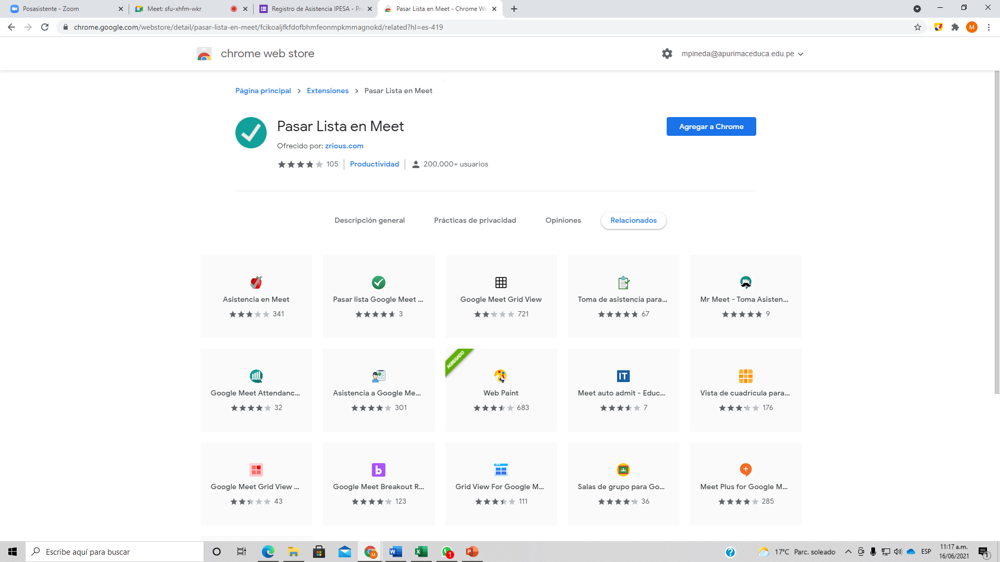 Posasistente - Zoom
Meet: sfu-xhfm-wkr
Registro de Asistencia IPESA - Pri
Pasar Lista en Meet - Chrome We
chrome.google.com/webstore/detail/pasar-lista-en-meet/fcikoaljfkfdofbhmfeonmpkmmagnokd/related?hl=es-419
M
chrome web store
mpineda@apurimaceduca.edu.pe
Página principal > Extensiones > Pasar Lista en Meet
Pasar Lista en Meet
Agregar a Chrome
Ofrecido por: zrious.com
105 Productividad 200,000+ usuarios
Descripción general Prácticas de privacidad Opiniones Relacionados
Asistencia en Meet
341
Pasar lista Google Meet ...
3
Google Meet Grid View
721
Toma de asistencia para...
67
Mr Meet - Toma Asisten...
9
Google Meet Attendanc...
32
Asistencia a Google Me...
301
AGREGADO
Web Paint
683
IT
Meet auto admit - Educ...
7
Vista de cuadrícula para...
176
Google Meet Grid View ...
43
b
Google Meet Breakout R...
123
Grid View For Google M...
111
Salas de grupo para Go...
36
Meet Plus for Google M...
285
Escribe aquí para buscar
M
W
X
1
P
?
17°C Parc. soleado
ESP
11:17 a.m.
16/06/2021
1